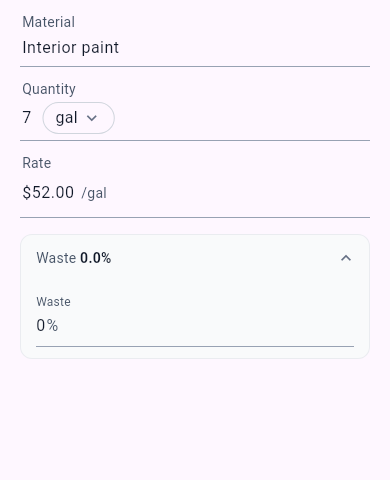 Material
Interior paint
Quantity
7 gal
Rate
$52.00 /gal
Waste 0.0%
Waste
0%